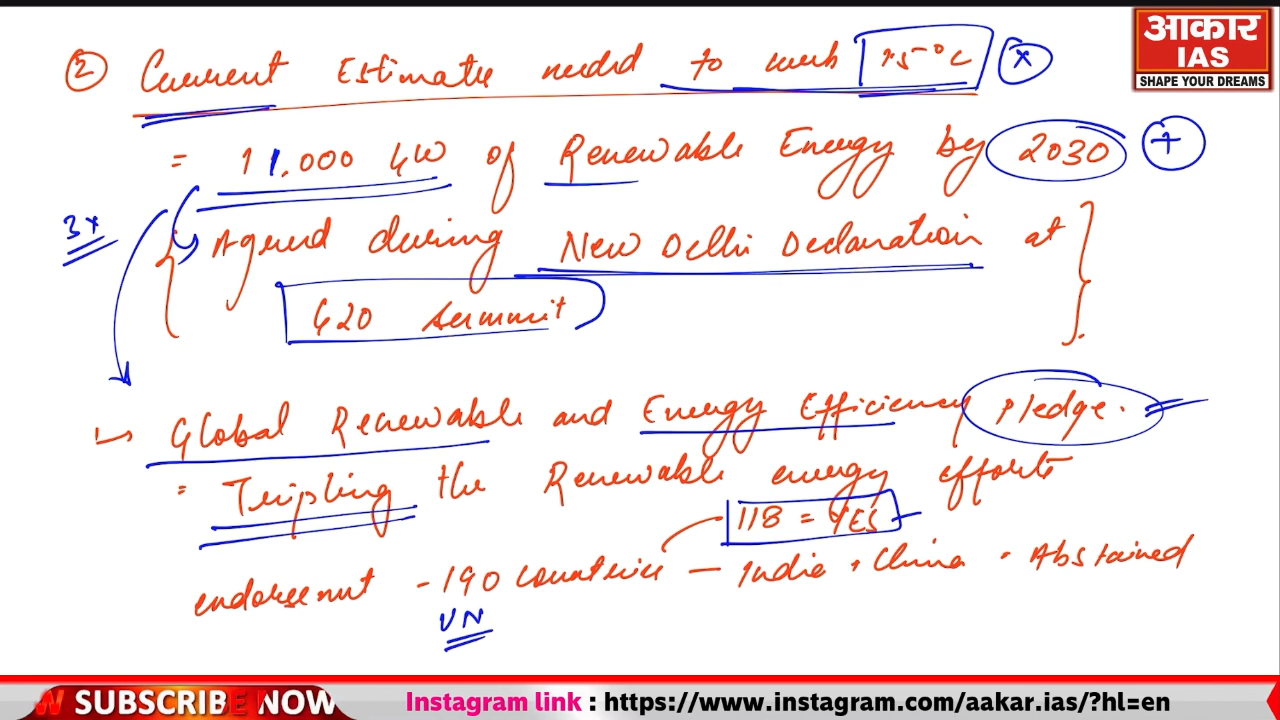 आकार
IAS
SHAPE YOUR DREAMS
② Current Estimate needed to meet 1.5°C (x)
= 11.000 GW of Renewable Energy by 2030 (+)
3x
Agreed during New Delhi Declaration at
G20 Summit
↳ Global Renewable and Energy Efficiency Pledge.
= Tripling the Renewable energy efforts
118 = YES
endorsement - 190 countries — India, China · Abstained
UN
W SUBSCRIBE NOW
Instagram link : https://www.instagram.com/aakar.ias/?hl=en